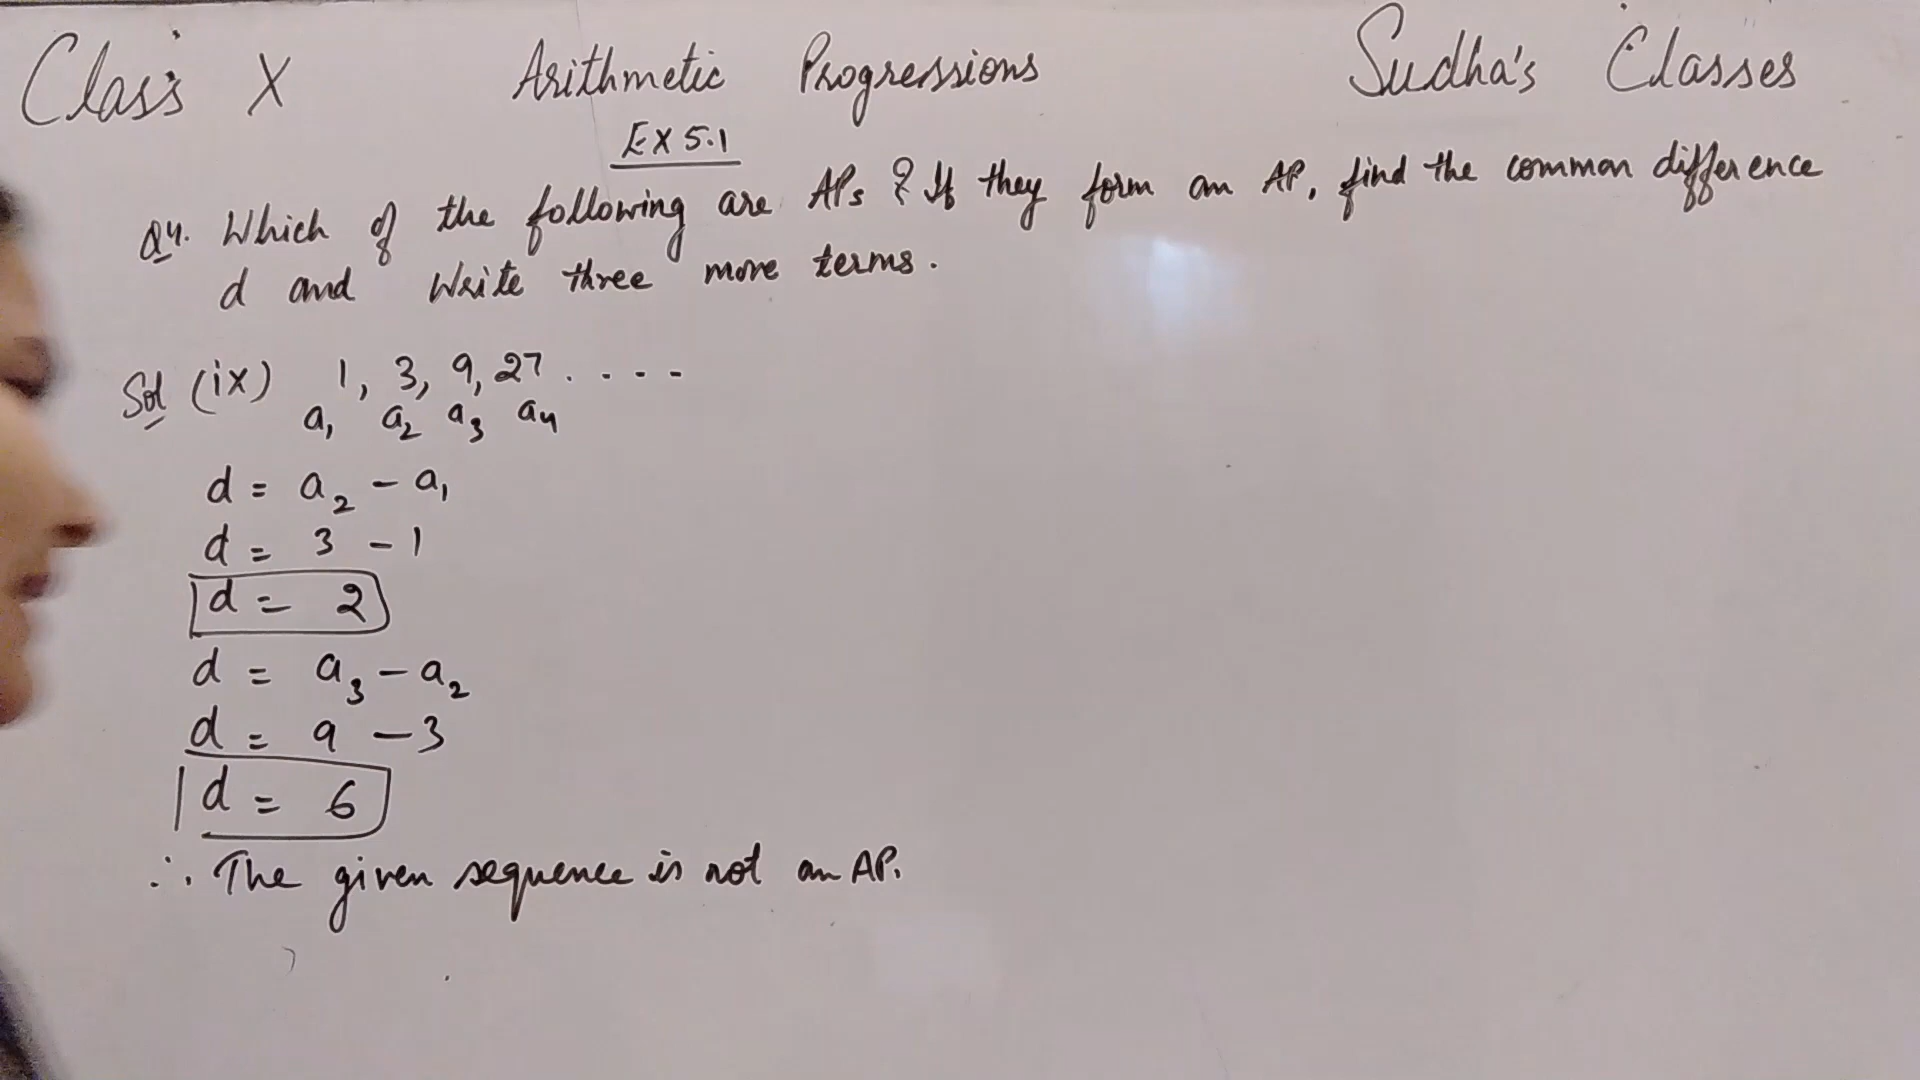 Class X Arithmetic Progressions Sudha's Classes
EX 5.1
Q4. Which of the following are APs ? If they form an AP, find the common difference
d and Write three more terms.
Sol (ix) 1, 3, 9, 27 . . . .
a₁ a₂ a₃ a₄
d = a₂ - a₁
d = 3 - 1
d = 2
d = a₃ - a₂
d = 9 - 3
d = 6
∴ The given sequence is not an AP.